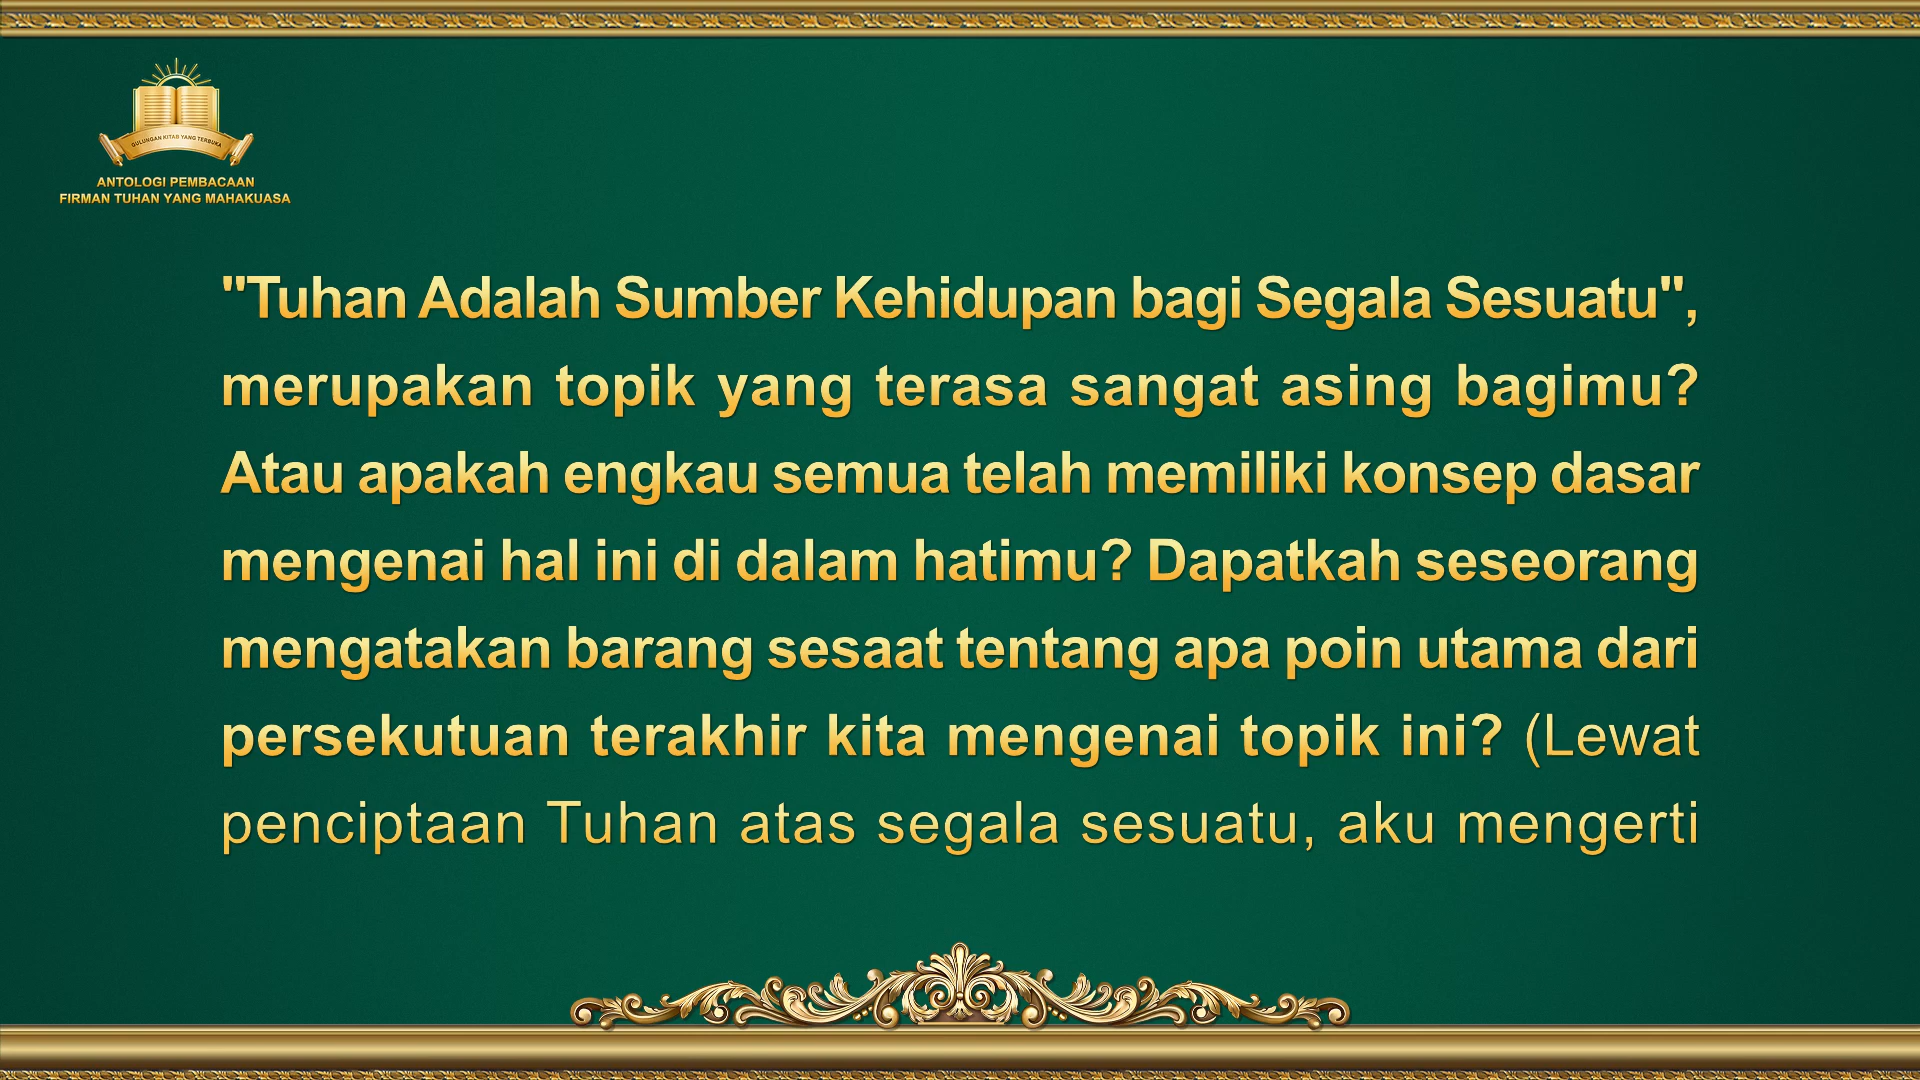 GULUNGAN KITAB YANG TERBUKA
ANTOLOGI PEMBACAAN
FIRMAN TUHAN YANG MAHAKUASA
"Tuhan Adalah Sumber Kehidupan bagi Segala Sesuatu",
merupakan topik yang terasa sangat asing bagimu?
Atau apakah engkau semua telah memiliki konsep dasar
mengenai hal ini di dalam hatimu? Dapatkah seseorang
mengatakan barang sesaat tentang apa poin utama dari
persekutuan terakhir kita mengenai topik ini? (Lewat
penciptaan Tuhan atas segala sesuatu, aku mengerti